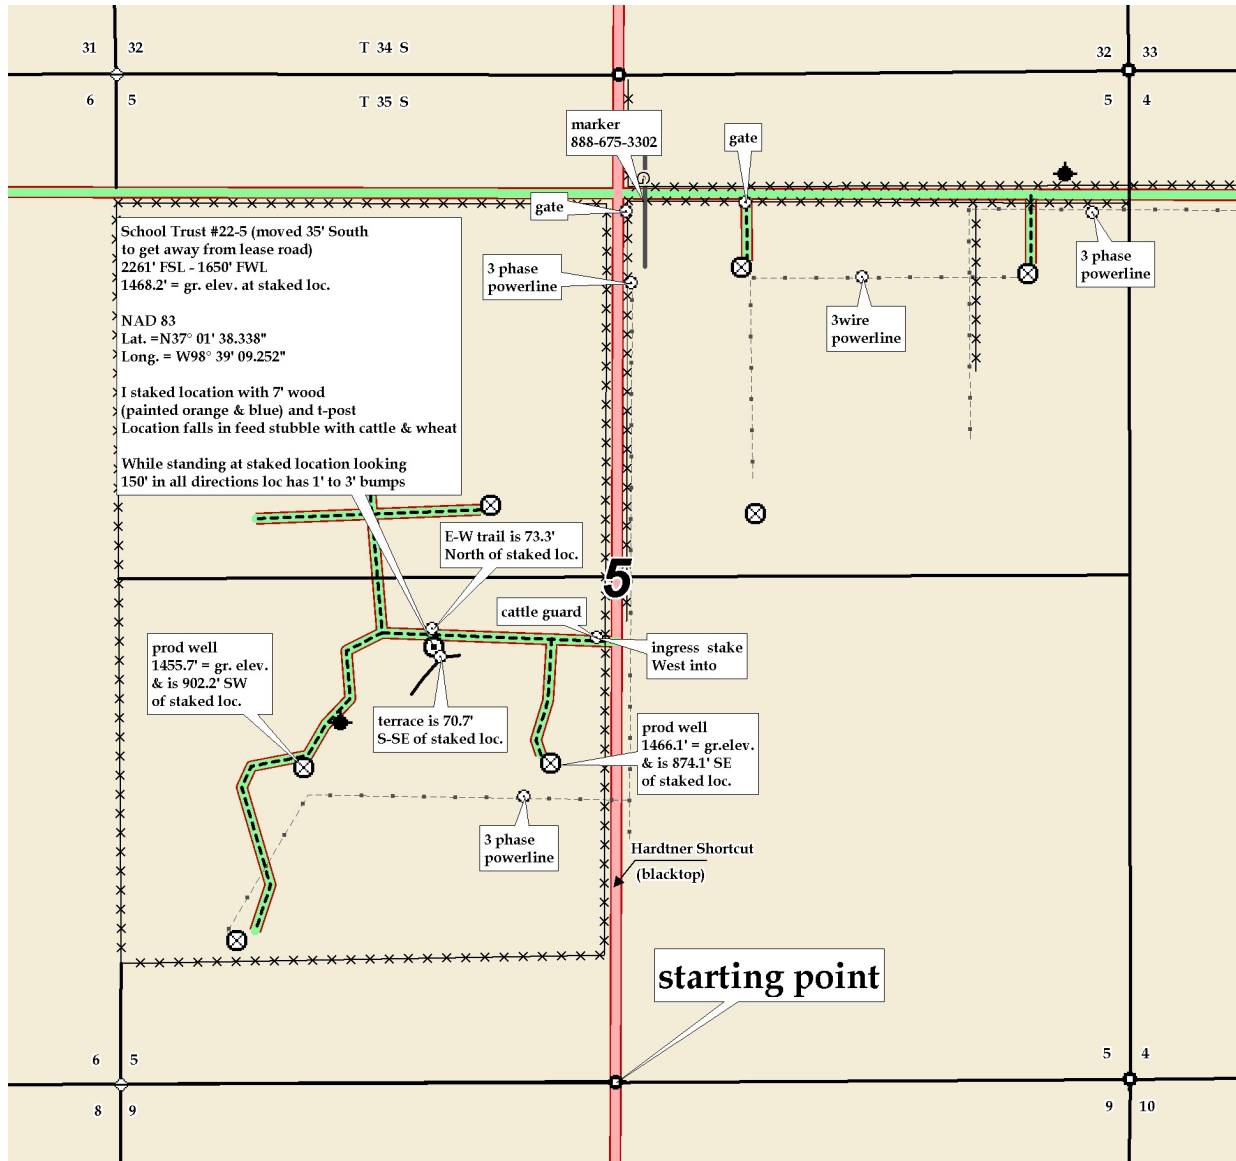 31 32
T 34 S
32 33
6 5
T 35 S
5 4
marker
888-675-3302
gate
gate
School Trust #22-5 (moved 35' South
to get away from lease road)
2261' FSL - 1650' FWL
1468.2' = gr. elev. at staked loc.
NAD 83
Lat. =N37° 01' 38.338"
Long. = W98° 39' 09.252"
I staked location with 7' wood
(painted orange & blue) and t-post
Location falls in feed stubble with cattle & wheat
While standing at staked location looking
150' in all directions loc has 1' to 3' bumps
3 phase
powerline
3 phase
powerline
3wire
powerline
E-W trail is 73.3'
North of staked loc.
5
cattle guard
ingress stake
West into
prod well
1455.7' = gr. elev.
& is 902.2' SW
of staked loc.
terrace is 70.7'
S-SE of staked loc.
prod well
1466.1' = gr.elev.
& is 874.1' SE
of staked loc.
3 phase
powerline
Hardtner Shortcut
(blacktop)
starting point
6 5
5 4
8 9
9 10